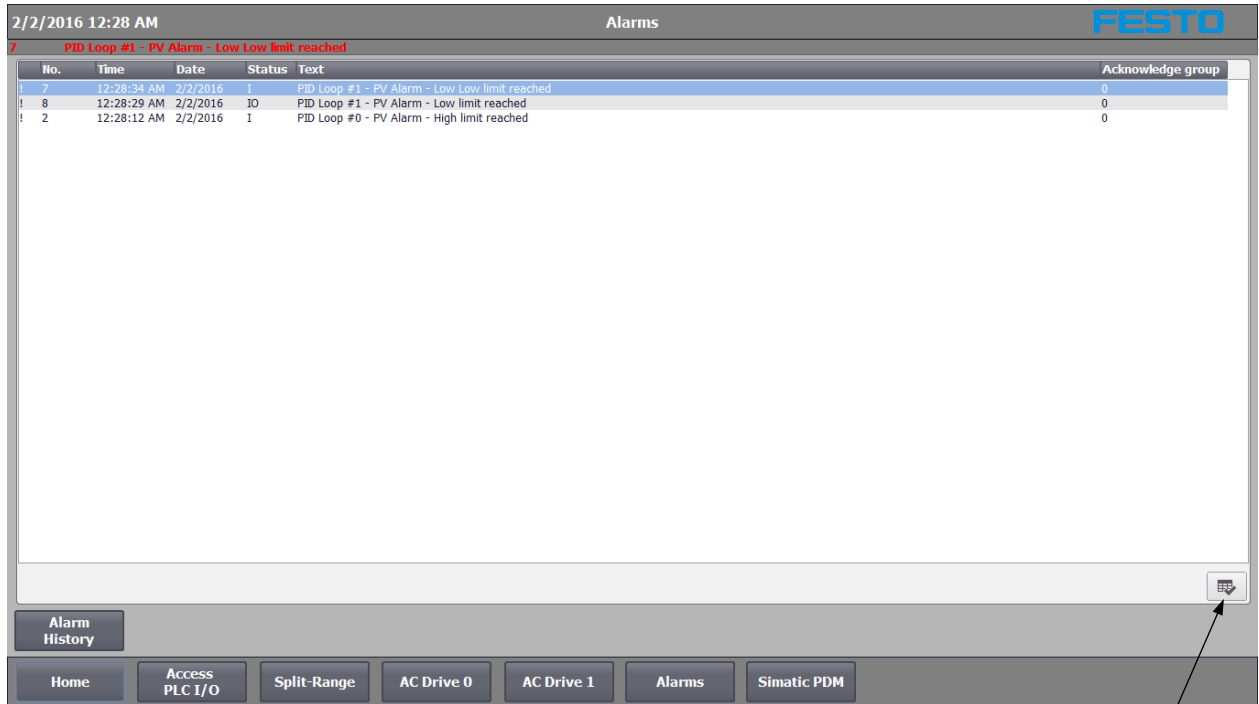 2/2/2016 12:28 AM Alarms FESTO
7 PID Loop #1 - PV Alarm - Low Low limit reached
No. Time Date Status Text Acknowledge group
! 7 12:28:34 AM 2/2/2016 I PID Loop #1 - PV Alarm - Low Low limit reached 0
! 8 12:28:29 AM 2/2/2016 IO PID Loop #1 - PV Alarm - Low limit reached 0
! 2 12:28:12 AM 2/2/2016 I PID Loop #0 - PV Alarm - High limit reached 0
Alarm
History
Home
Access
PLC I/O
Split-Range
AC Drive 0
AC Drive 1
Alarms
Simatic PDM